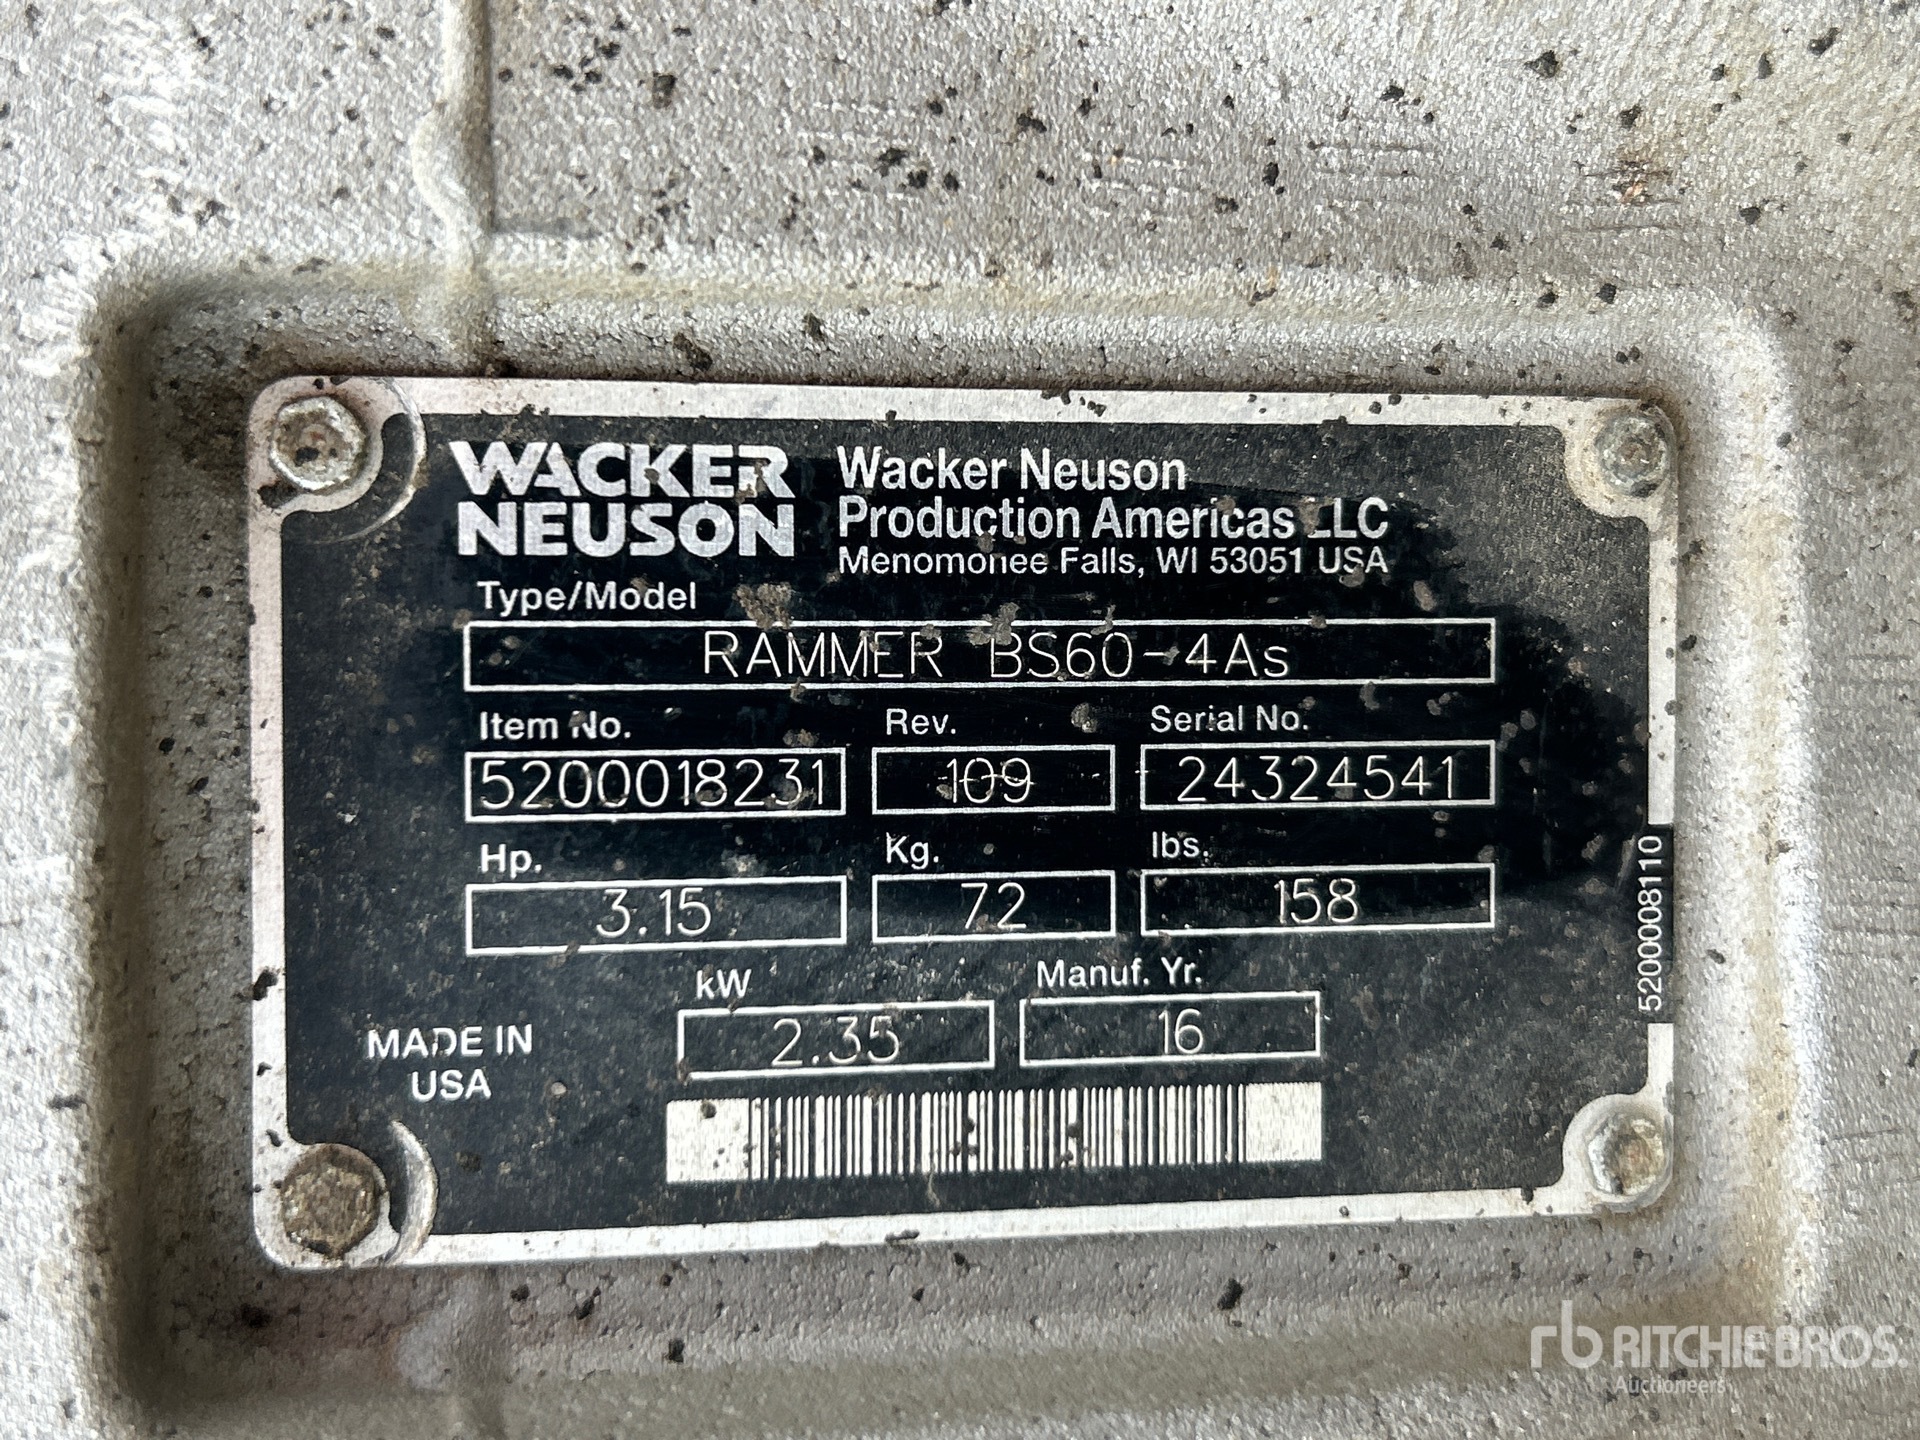 WACKER
NEUSON
Wacker Neuson
Production Americas LLC
Menomonee Falls, WI 53051 USA
Type/Model
RAMMER BS60-4As
Item No. Rev. Serial No.
5200018231 109 24324541
Hp. Kg. lbs.
3.15 72 158
kW Manuf. Yr.
2.35 16
MADE IN
USA
5200008110
rb RITCHIE BROS.
Auctioneers